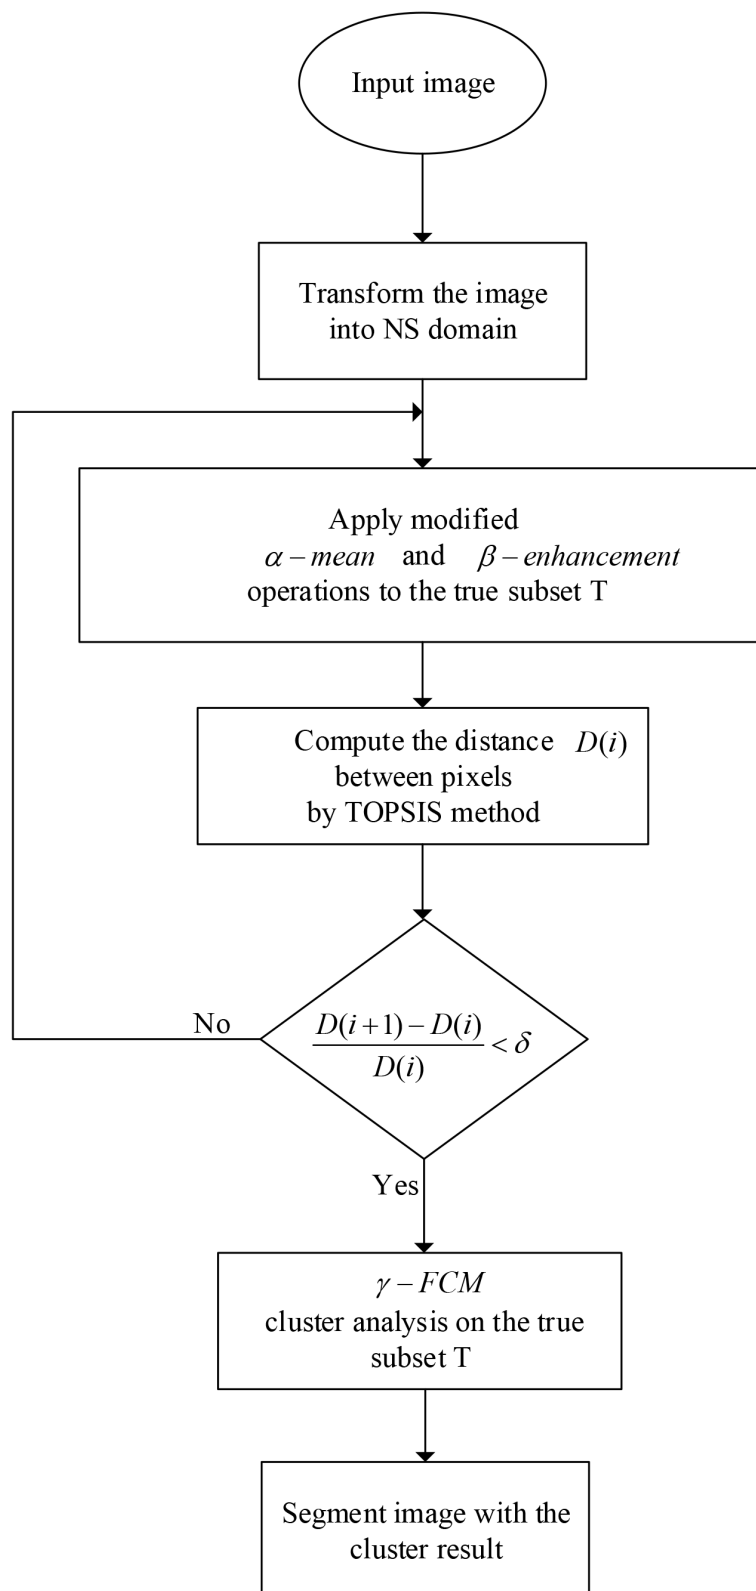 Input image
Transform the image
into NS domain
Apply modified
α – mean and β – enhancement
operations to the true subset T
Compute the distance D(i)
between pixels
by TOPSIS method
No
D(i+1) – D(i)
< δ
D(i)
Yes
γ – FCM
cluster analysis on the true
subset T
Segment image with the
cluster result